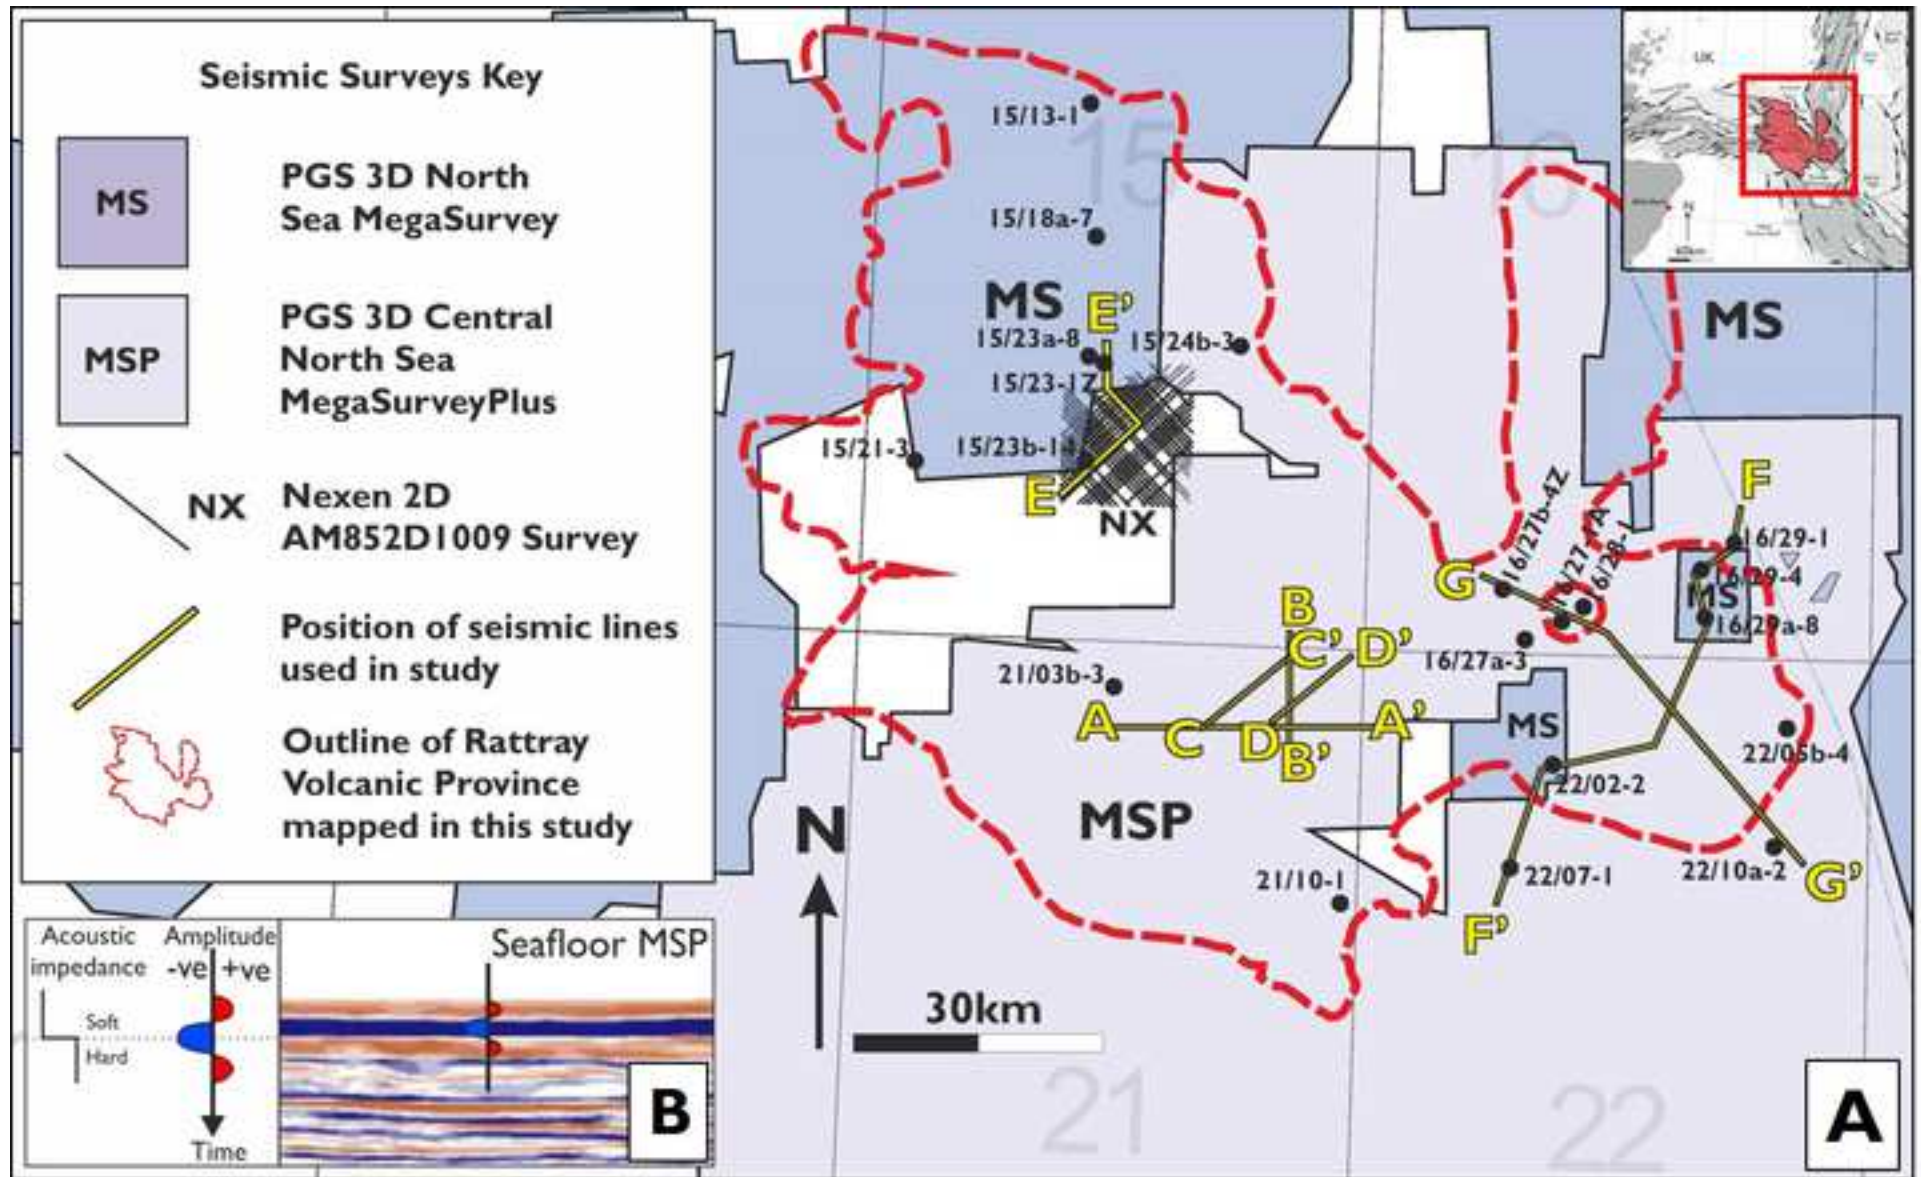 Seismic Surveys Key
MS
PGS 3D North
Sea MegaSurvey
MSP
PGS 3D Central
North Sea
MegaSurveyPlus
NX
Nexen 2D
AM852D1009 Survey
Position of seismic lines
used in study
Outline of Rattray
Volcanic Province
mapped in this study
Acoustic
impedance
Amplitude
-ve
+ve
Soft
Hard
Time
Seafloor MSP
B
UK
N
15
16
15/13-1
15/18a-7
MS
E'
15/23a-8
15/24b-3
15/23-1Z
15/21-3
15/23b-14
E
NX
MS
F
16/27b-4Z
16/28-1
16/29-1
16/29-4
MS
16/29a-8
G
B
C'
D'
16/27a-3
21/03b-3
A
C
D
A'
B'
MS
22/05b-4
22/02-2
MSP
N
21/10-1
22/07-1
22/10a-2
G'
F'
30km
21
22
A